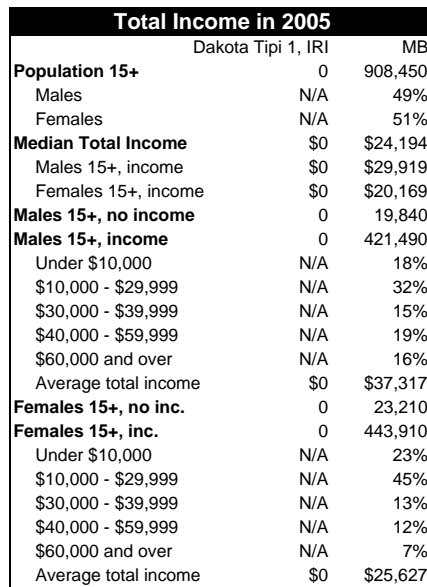 Total Income in 2005
Dakota Tipi 1, IRI MB
Population 15+ 0 908,450
Males N/A 49%
Females N/A 51%
Median Total Income $0 $24,194
Males 15+, income $0 $29,919
Females 15+, income $0 $20,169
Males 15+, no income 0 19,840
Males 15+, income 0 421,490
Under $10,000 N/A 18%
$10,000 - $29,999 N/A 32%
$30,000 - $39,999 N/A 15%
$40,000 - $59,999 N/A 19%
$60,000 and over N/A 16%
Average total income $0 $37,317
Females 15+, no inc. 0 23,210
Females 15+, inc. 0 443,910
Under $10,000 N/A 23%
$10,000 - $29,999 N/A 45%
$30,000 - $39,999 N/A 13%
$40,000 - $59,999 N/A 12%
$60,000 and over N/A 7%
Average total income $0 $25,627